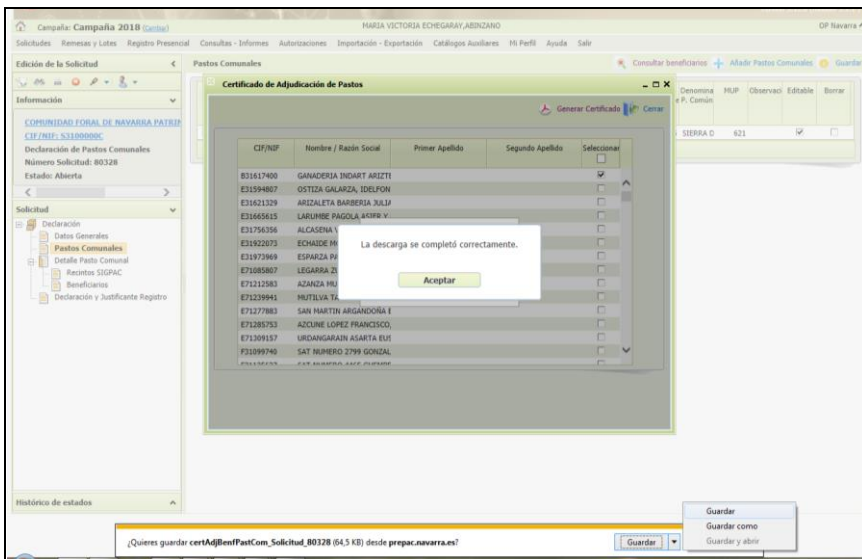 Campaña: Campaña 2018 (Cambiar)
MARIA VICTORIA ECHEGARAY,ABINZANO
OP Navarra
Solicitudes Remesas y Lotes Registro Presencial Consultas - Informes Autorizaciones Importación - Exportación Catálogos Auxiliares Mi Perfil Ayuda Salir
Edición de la Solicitud
Pastos Comunales
Consultar beneficiarios Añadir Pastos Comunales Guardar
Información
COMUNIDAD FORAL DE NAVARRA PATRIM
CIF/NIF: S3100000C
Declaración de Pastos Comunales
Número Solicitud: 80328
Estado: Abierta
Solicitud
Declaración
Datos Generales
Pastos Comunales
Detalle Pasto Comunal
Recintos SIGPAC
Beneficiarios
Declaración y Justificante Registro
Histórico de estados
Certificado de Adjudicación de Pastos
Generar Certificado Cerrar
CIF/NIF Nombre / Razón Social Primer Apellido Segundo Apellido Seleccionar
B31617400 GANADERIA INDART ARIZTI
E31594807 OSTIZA GALARZA, IDELFON
E31621329 ARIZALETA BARBERIA JULIA
E31665615 LARUMBE PAGOLA ASIER Y
E31756356 ALCASENA
E31922073 ECHAIDE
E31973969 ESPARZA
E71085807 LEGARRA
E71212583 AZANZA MU
E71239941 MUTILVA TA
E71277883 SAN MARTIN ARGANDOÑA E
E71285753 AZCUNE LOPEZ FRANCISCO,
E71309157 URDANGARAIN ASARTA EUS
F31099740 SAT NUMERO 2799 GONZAL
La descarga se completó correctamente.
Aceptar
Denomina MUP Observaci Editable Borrar
e P. Común
SIERRA D 621
Guardar
Guardar como
Guardar y abrir
¿Quieres guardar certAdjBenfPastCom_Solicitud_80328 (64,5 KB) desde prepac.navarra.es?
Guardar